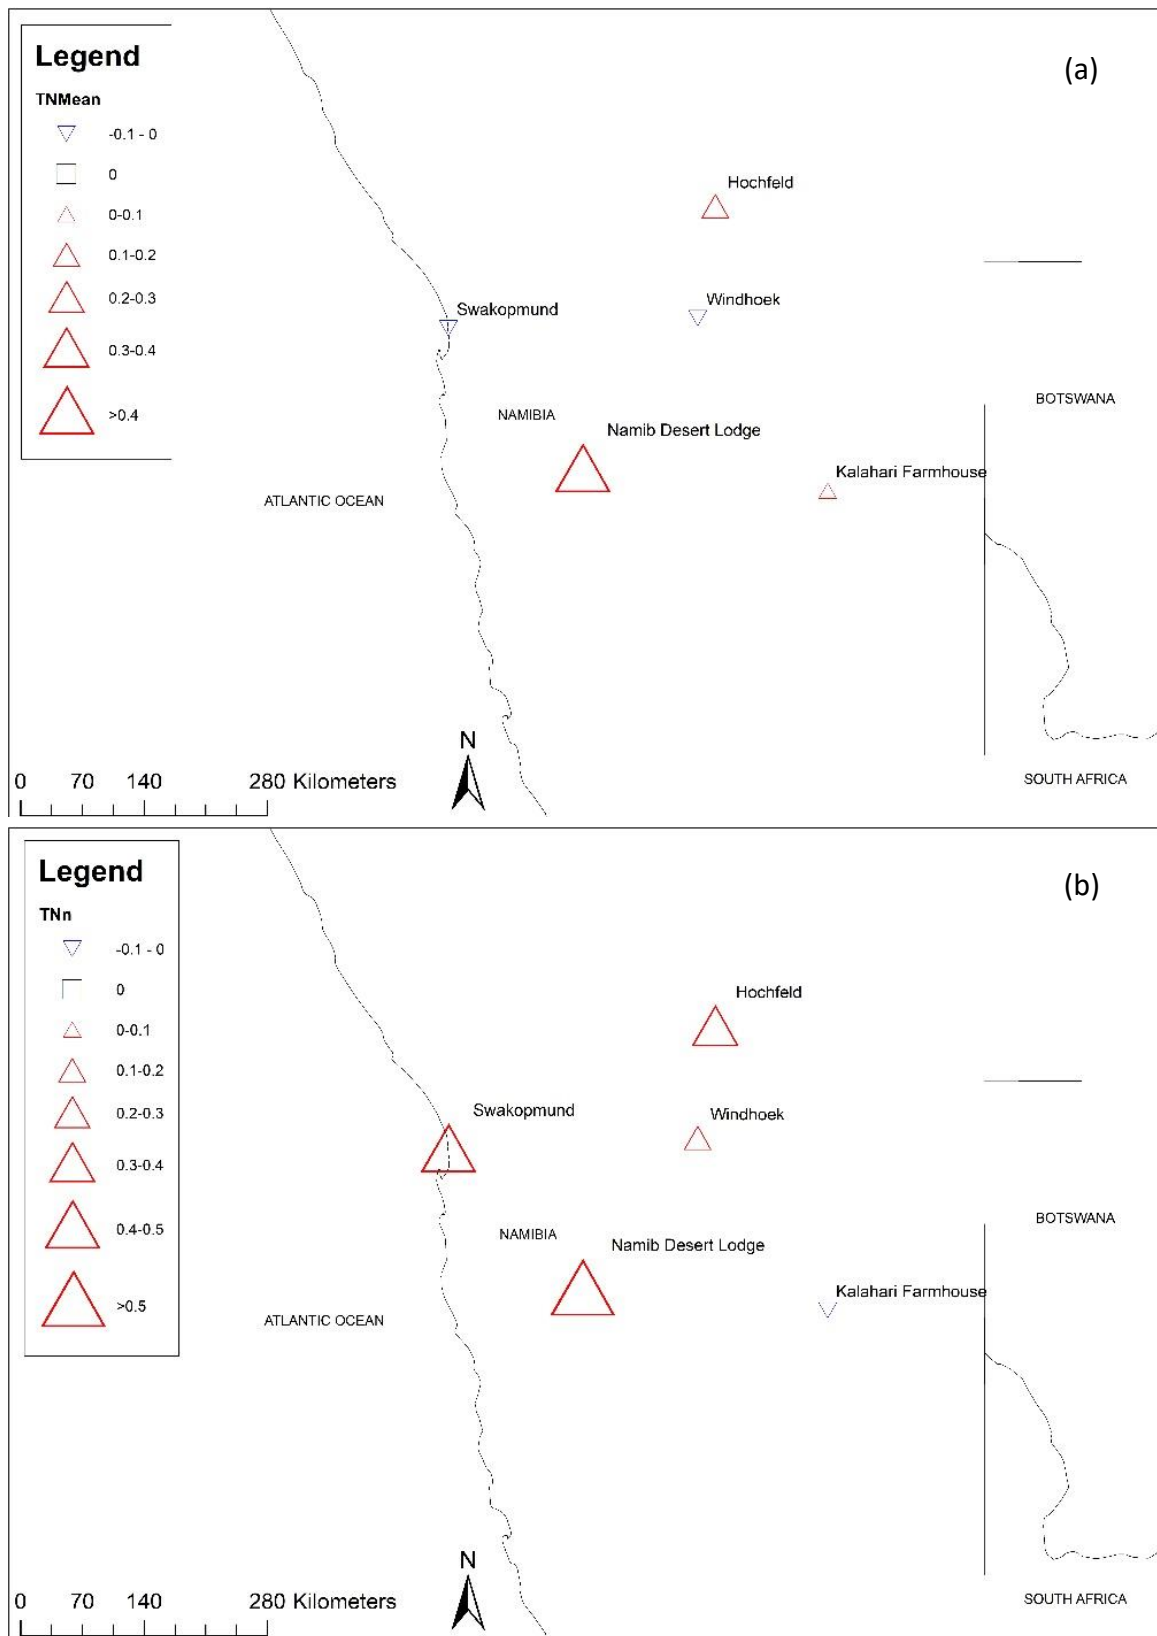 Legend
(a)
TNMean
-0.1 - 0
0
0-0.1
0.1-0.2
0.2-0.3
0.3-0.4
>0.4
Hochfeld
Swakopmund
Windhoek
NAMIBIA
BOTSWANA
Namib Desert Lodge
Kalahari Farmhouse
ATLANTIC OCEAN
N
0 70 140 280 Kilometers
SOUTH AFRICA
Legend
(b)
TNn
-0.1 - 0
0
0-0.1
0.1-0.2
0.2-0.3
0.3-0.4
0.4-0.5
>0.5
Hochfeld
Swakopmund
Windhoek
NAMIBIA
BOTSWANA
Namib Desert Lodge
Kalahari Farmhouse
ATLANTIC OCEAN
N
0 70 140 280 Kilometers
SOUTH AFRICA